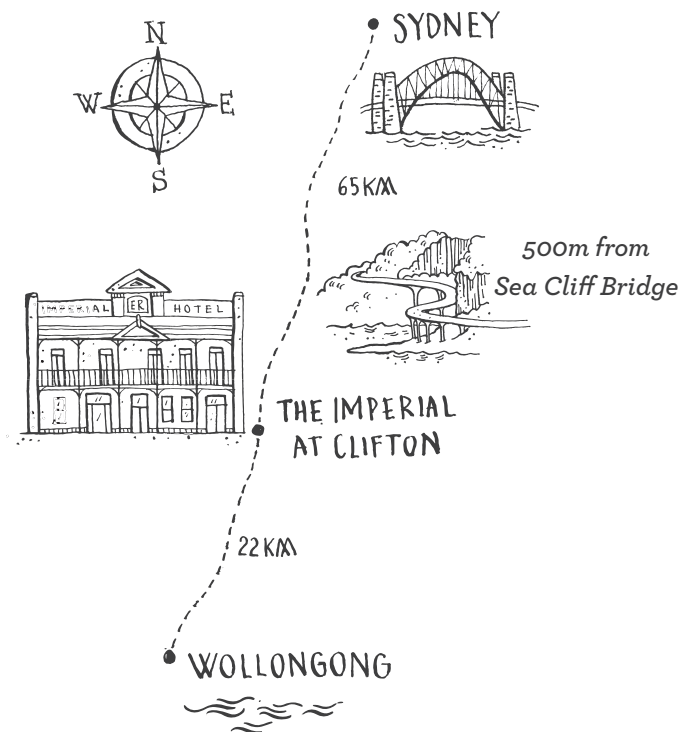 N
SYDNEY
W
E
S
65KM
500m from
Sea Cliff Bridge
IMPERIAL ER HOTEL
THE IMPERIAL
AT CLIFTON
22KM
WOLLONGONG